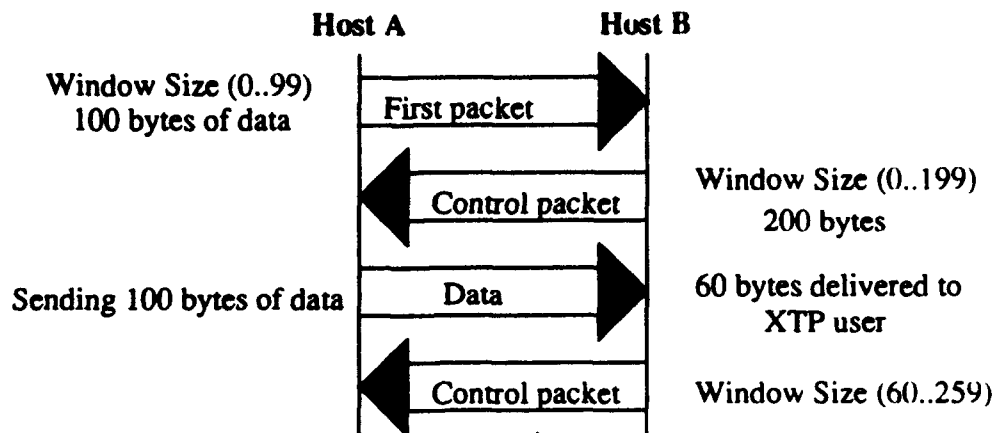 Host A Host B
Window Size (0..99)
100 bytes of data
First packet
Control packet
Window Size (0..199)
200 bytes
Sending 100 bytes of data
Data
60 bytes delivered to
XTP user
Control packet
Window Size (60..259)